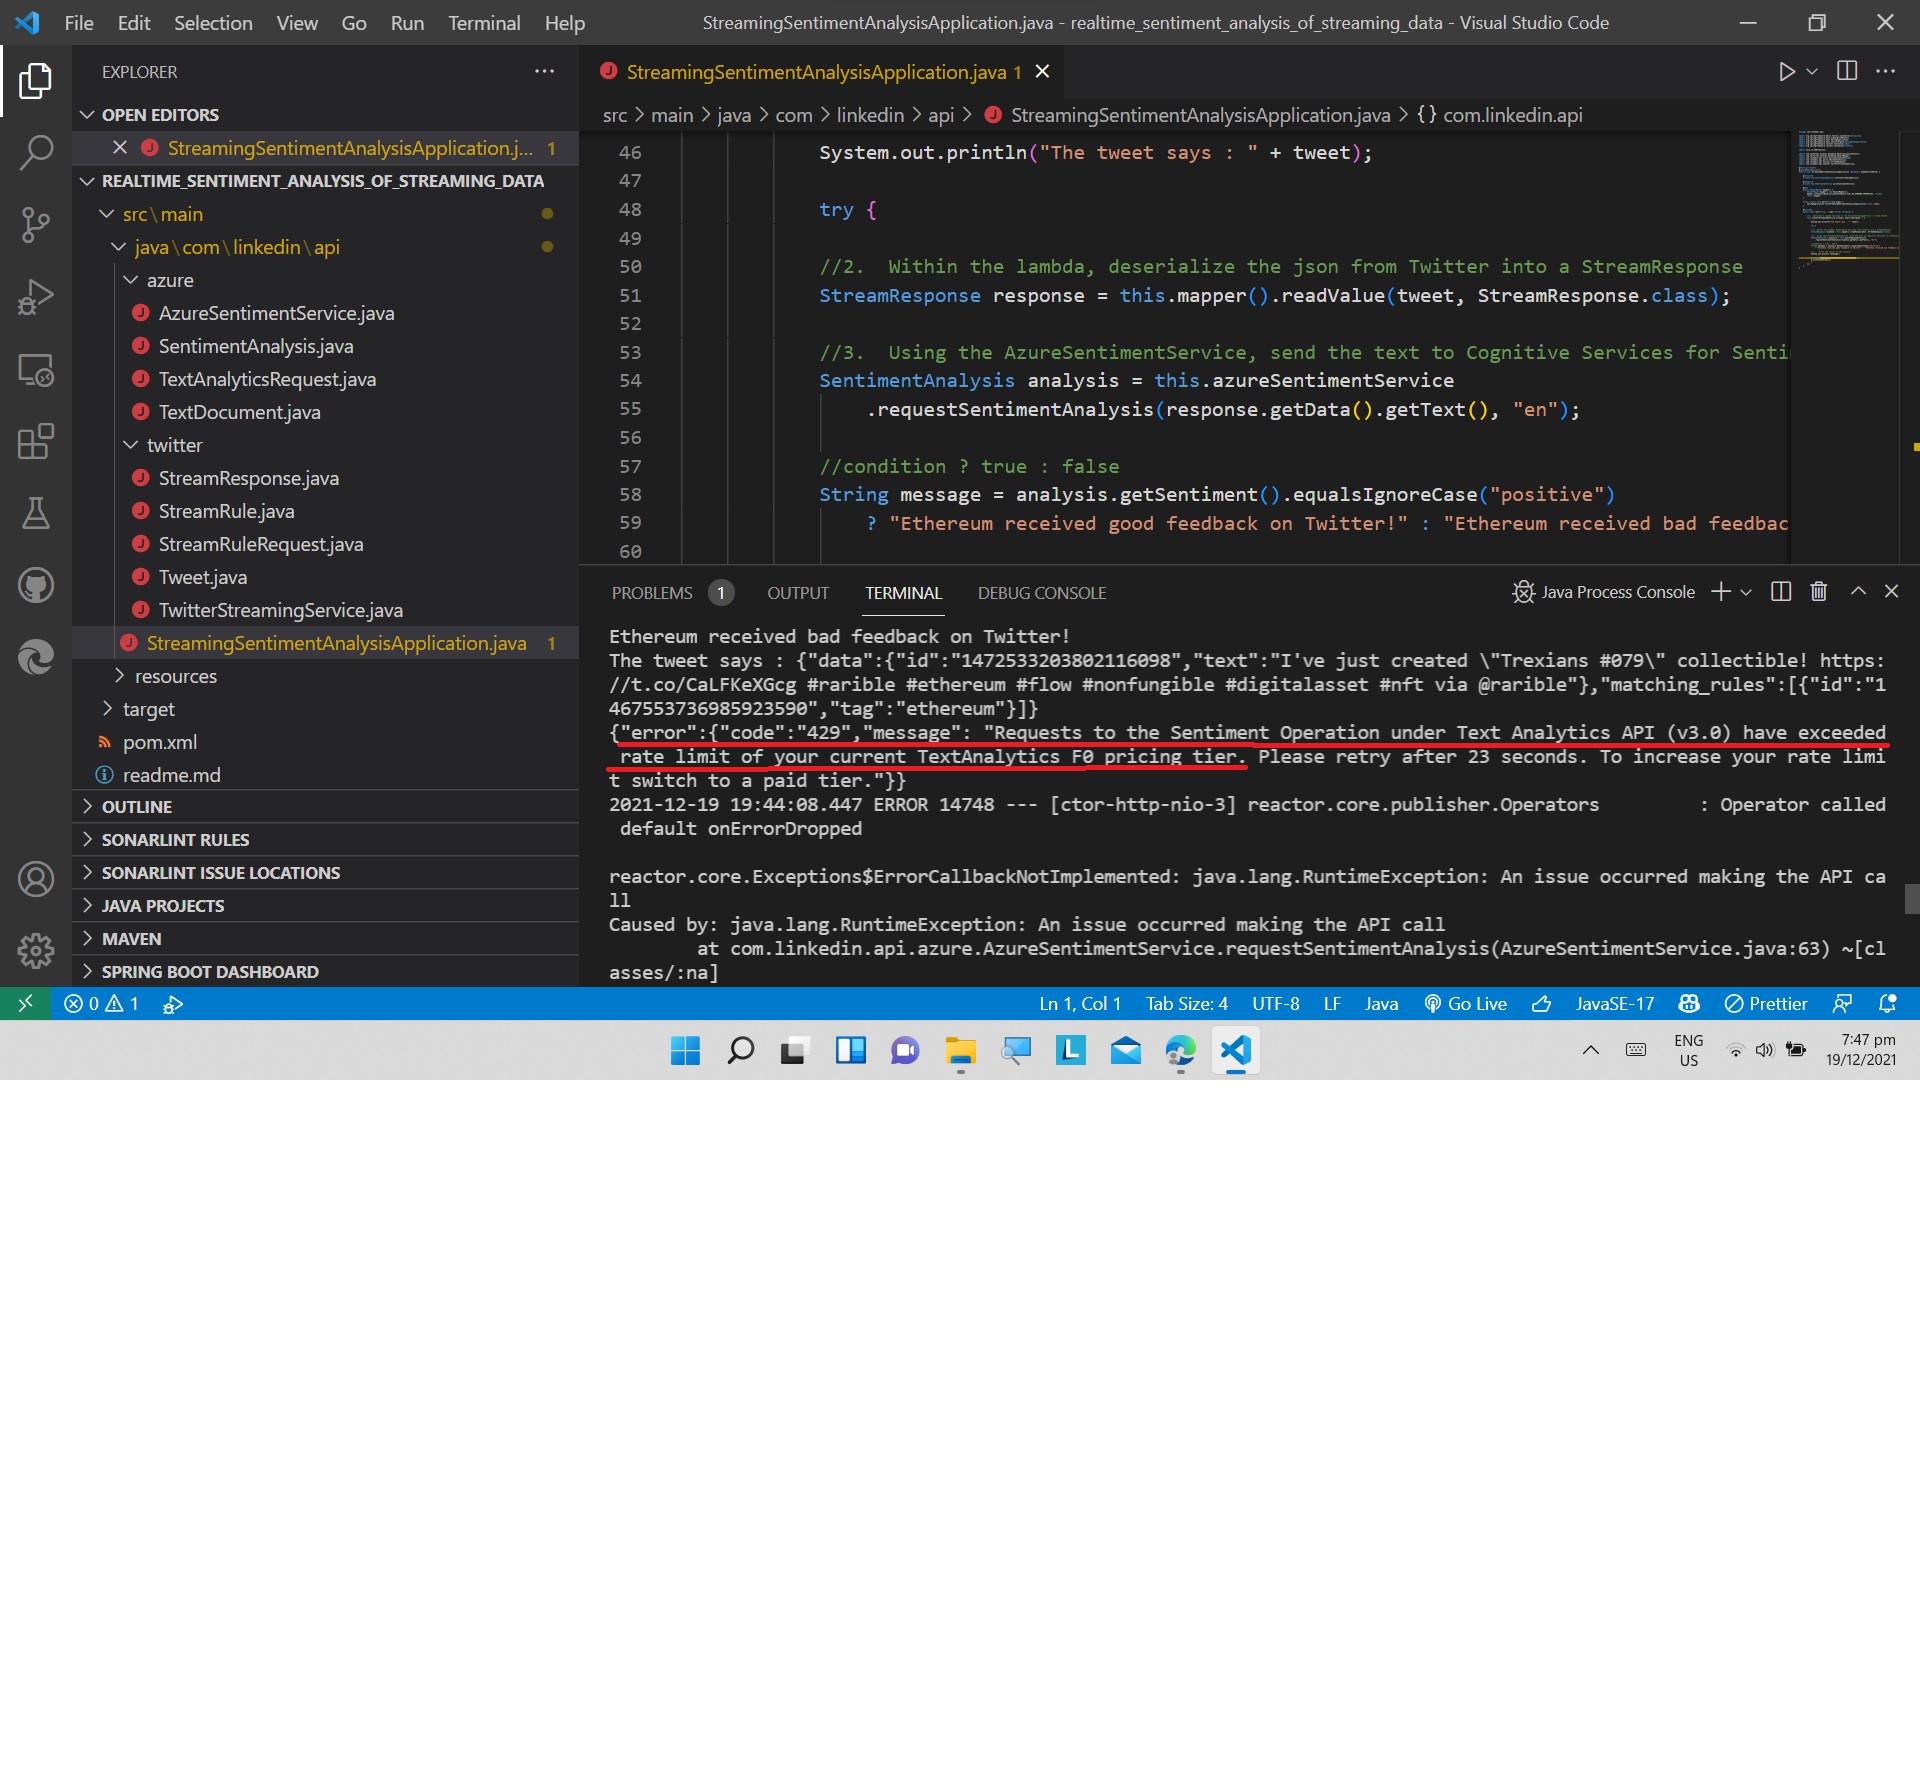 File Edit Selection View Go Run Terminal Help
StreamingSentimentAnalysisApplication.java - realtime_sentiment_analysis_of_streaming_data - Visual Studio Code
EXPLORER
OPEN EDITORS
StreamingSentimentAnalysisApplication.j... 1
REALTIME_SENTIMENT_ANALYSIS_OF_STREAMING_DATA
src\main
java\com\linkedin\api
azure
AzureSentimentService.java
SentimentAnalysis.java
TextAnalyticsRequest.java
TextDocument.java
twitter
StreamResponse.java
StreamRule.java
StreamRuleRequest.java
Tweet.java
TwitterStreamingService.java
StreamingSentimentAnalysisApplication.java 1
resources
target
pom.xml
readme.md
OUTLINE
SONARLINT RULES
SONARLINT ISSUE LOCATIONS
JAVA PROJECTS
MAVEN
SPRING BOOT DASHBOARD
StreamingSentimentAnalysisApplication.java 1
src > main > java > com > linkedin > api > StreamingSentimentAnalysisApplication.java > {} com.linkedin.api
46 System.out.println("The tweet says : " + tweet);
47
48 try {
49
50 //2. Within the lambda, deserialize the json from Twitter into a StreamResponse
51 StreamResponse response = this.mapper().readValue(tweet, StreamResponse.class);
52
53 //3. Using the AzureSentimentService, send the text to Cognitive Services for Senti
54 SentimentAnalysis analysis = this.azureSentimentService
55 .requestSentimentAnalysis(response.getData().getText(), "en");
56
57 //condition ? true : false
58 String message = analysis.getSentiment().equalsIgnoreCase("positive")
59 ? "Ethereum received good feedback on Twitter!" : "Ethereum received bad feedbac
60
PROBLEMS 1 OUTPUT TERMINAL DEBUG CONSOLE
Java Process Console
Ethereum received bad feedback on Twitter!
The tweet says : {"data":{"id":"1472533203802116098","text":"I've just created \"Trexians #079\" collectible! https:
//t.co/CaLFKeXGcg #rarible #ethereum #flow #nonfungible #digitalasset #nft via @rarible"},"matching_rules":[{"id":"1
467553736985923590","tag":"ethereum"}]}
{"error":{"code":"429","message": "Requests to the Sentiment Operation under Text Analytics API (v3.0) have exceeded
rate limit of your current TextAnalytics F0 pricing tier. Please retry after 23 seconds. To increase your rate limi
t switch to a paid tier."}}
2021-12-19 19:44:08.447 ERROR 14748 --- [ctor-http-nio-3] reactor.core.publisher.Operators : Operator called
default onErrorDropped
reactor.core.Exceptions$ErrorCallbackNotImplemented: java.lang.RuntimeException: An issue occurred making the API ca
ll
Caused by: java.lang.RuntimeException: An issue occurred making the API call
at com.linkedin.api.azure.AzureSentimentService.requestSentimentAnalysis(AzureSentimentService.java:63) ~[cl
asses/:na]
0 1
Ln 1, Col 1 Tab Size: 4 UTF-8 LF Java Go Live JavaSE-17 Prettier
ENG
US
7:47 pm
19/12/2021